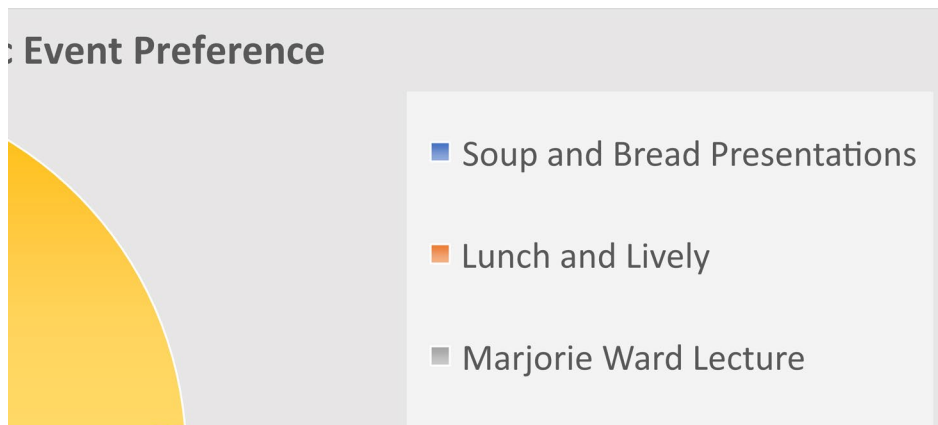 Event Preference
Soup and Bread Presentations
Lunch and Lively
Marjorie Ward Lecture